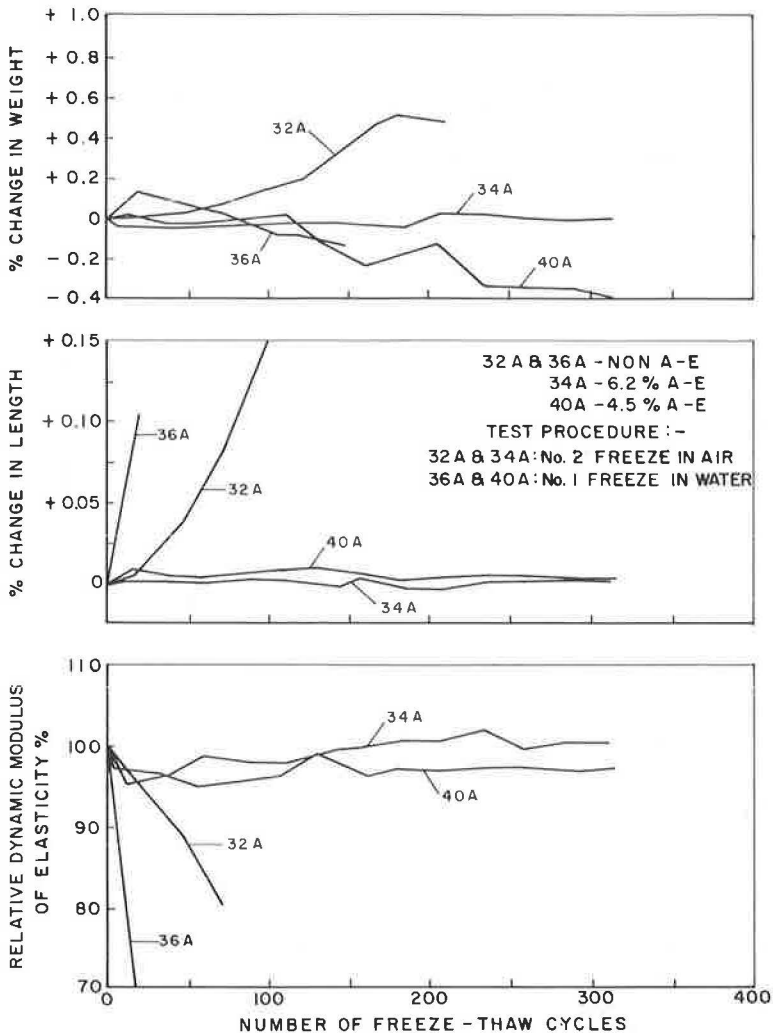 % CHANGE IN WEIGHT
+ 1.0
+ 0.8
+ 0.6
+ 0.4
+ 0.2
0
- 0.2
- 0.4
32A
34A
36A
40A
% CHANGE IN LENGTH
+ 0.15
+ 0.10
+ 0.05
0
36A
32A
40A
34A
32A & 36A - NON A-E
34A - 6.2 % A-E
40A - 4.5 % A-E
TEST PROCEDURE :-
32A & 34A: No. 2 FREEZE IN AIR
36A & 40A: No. 1 FREEZE IN WATER
RELATIVE DYNAMIC MODULUS
OF ELASTICITY %
110
100
90
80
70
34A
40A
32A
36A
0
100
200
300
400
NUMBER OF FREEZE - THAW CYCLES